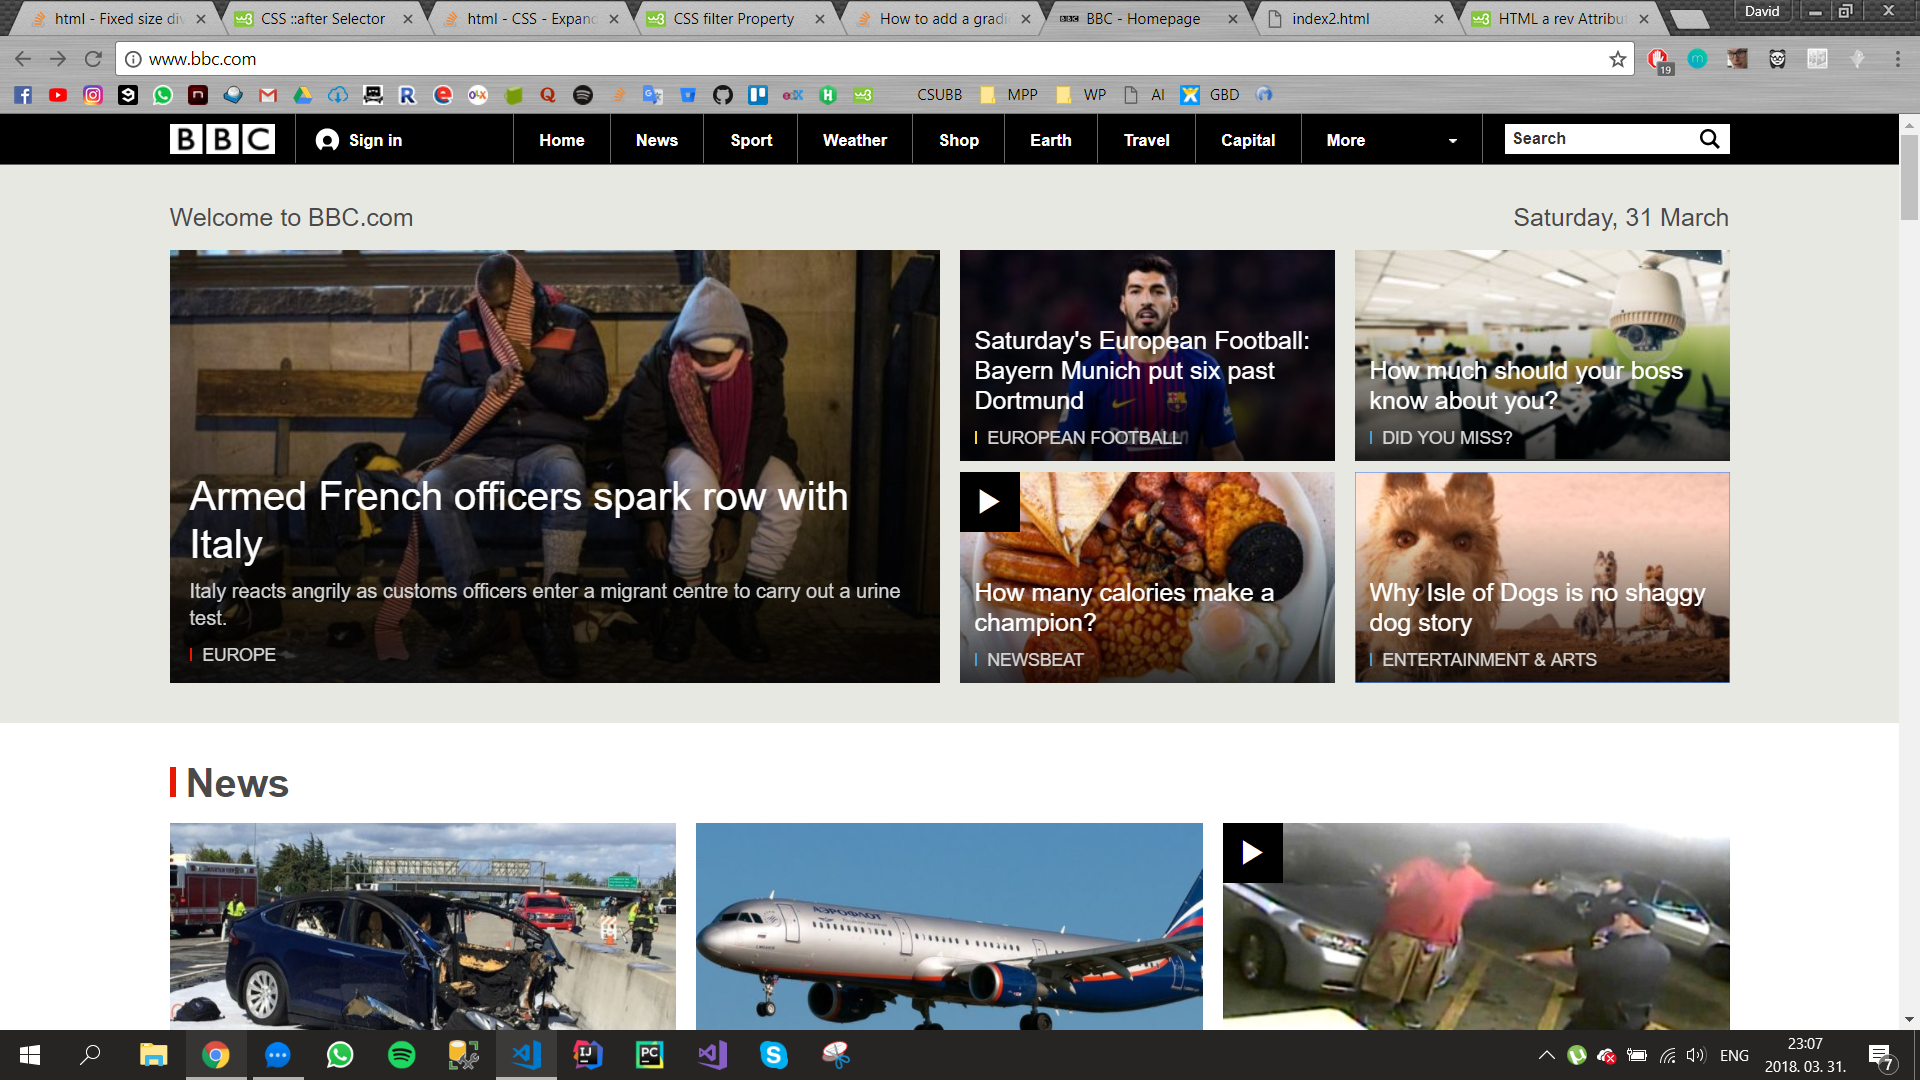 html - Fixed size div
CSS ::after Selector
html - CSS - Expand
CSS filter Property
How to add a gradi
BBC - Homepage
index2.html
HTML a rev Attribut
David
www.bbc.com
19
CSUBB
MPP
WP
AI
GBD
BBC
Sign in
Home
News
Sport
Weather
Shop
Earth
Travel
Capital
More
Search
Welcome to BBC.com
Saturday, 31 March
Armed French officers spark row with
Italy
Italy reacts angrily as customs officers enter a migrant centre to carry out a urine
test.
EUROPE
Saturday's European Football:
Bayern Munich put six past
Dortmund
EUROPEAN FOOTBALL
How much should your boss
know about you?
DID YOU MISS?
How many calories make a
champion?
NEWSBEAT
Why Isle of Dogs is no shaggy
dog story
ENTERTAINMENT & ARTS
News
АЭРОФЛОТ
ENG
23:07
2018. 03. 31.
7